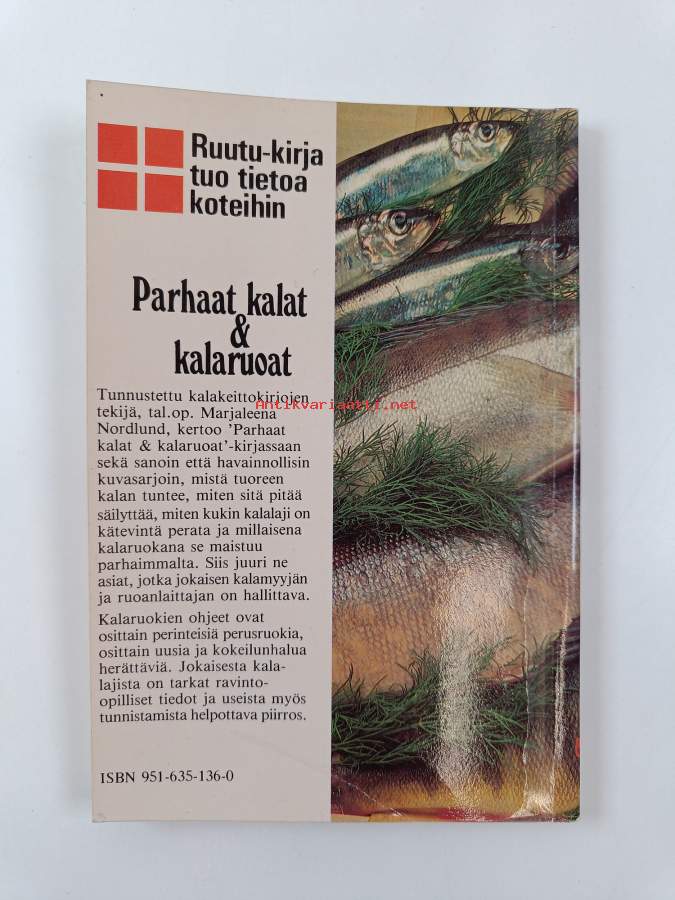 Ruutu-kirja
tuo tietoa
koteihin
Parhaat kalat
&
kalaruoat
Tunnustettu kalakeittokirjojen
tekijä, tal.op. Marjaleena
Antikvariaatti.net
Nordlund, kertoo 'Parhaat
kalat & kalaruoat'-kirjassaan
sekä sanoin että havainnollisin
kuvasarjoin, mistä tuoreen
kalan tuntee, miten sitä pitää
säilyttää, miten kukin kalalaji on
kätevintä perata ja millaisena
kalaruokana se maistuu
parhaimmalta. Siis juuri ne
asiat, jotka jokaisen kalamyyjän
ja ruoanlaittajan on hallittava.
Kalaruokien ohjeet ovat
osittain perinteisiä perusruokia,
osittain uusia ja kokeilunhalua
herättäviä. Jokaisesta kala-
lajista on tarkat ravinto-
opilliset tiedot ja useista myös
tunnistamista helpottava piirros.
ISBN 951-635-136-0